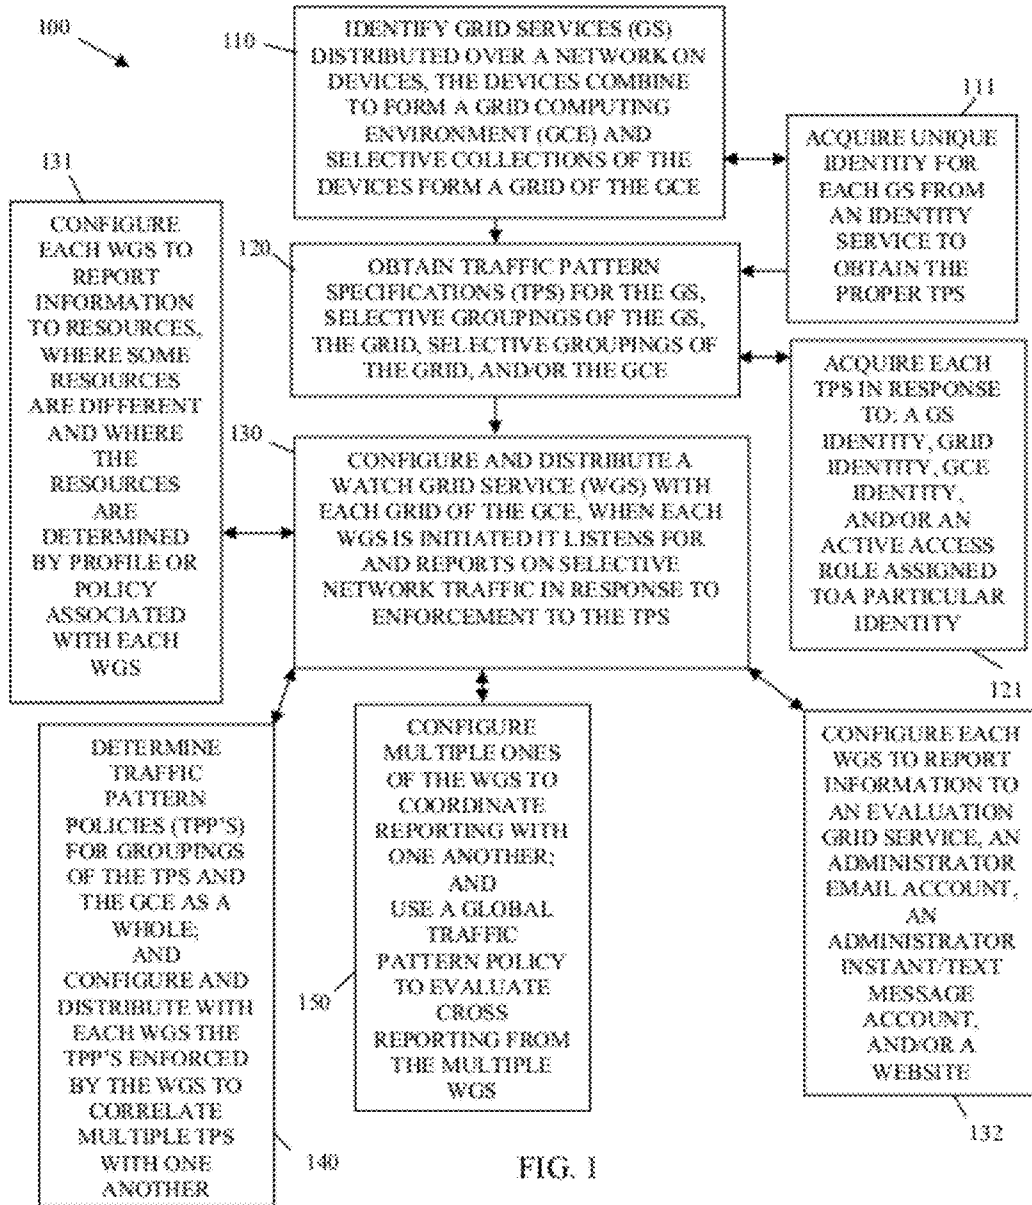 100
110
IDENTIFY GRID SERVICES (GS)
DISTRIBUTED OVER A NETWORK ON
DEVICES, THE DEVICES COMBINE
TO FORM A GRID COMPUTING
ENVIRONMENT (GCE) AND
SELECTIVE COLLECTIONS OF THE
DEVICES FORM A GRID OF THE GCE
111
ACQUIRE UNIQUE
IDENTITY FOR
EACH GS FROM
AN IDENTITY
SERVICE TO
OBTAIN THE
PROPER TPS
120
OBTAIN TRAFFIC PATTERN
SPECIFICATIONS (TPS) FOR THE GS,
SELECTIVE GROUPINGS OF THE GS,
THE GRID, SELECTIVE GROUPINGS OF
THE GRID, AND/OR THE GCE
131
CONFIGURE
EACH WGS TO
REPORT
INFORMATION
TO RESOURCES,
WHERE SOME
RESOURCES
ARE DIFFERENT
AND WHERE
THE
RESOURCES
ARE
DETERMINED
BY PROFILE OR
POLICY
ASSOCIATED
WITH EACH
WGS
130
CONFIGURE AND DISTRIBUTE A
WATCH GRID SERVICE (WGS) WITH
EACH GRID OF THE GCE, WHEN EACH
WGS IS INITIATED IT LISTENS FOR
AND REPORTS ON SELECTIVE
NETWORK TRAFFIC IN RESPONSE TO
ENFORCEMENT TO THE TPS
ACQUIRE EACH
TPS IN RESPONSE
TO: A GS
IDENTITY, GRID
IDENTITY, GCE
IDENTITY,
AND/OR AN
ACTIVE ACCESS
ROLE ASSIGNED
TOA PARTICULAR
IDENTITY
121
DETERMINE
TRAFFIC
PATTERN
POLICIES (TPP'S)
FOR GROUPINGS
OF THE TPS AND
THE GCE AS A
WHOLE;
AND
CONFIGURE AND
DISTRIBUTE WITH
EACH WGS THE
TPP'S ENFORCED
BY THE WGS TO
CORRELATE
MULTIPLE TPS
WITH ONE
ANOTHER
140
CONFIGURE
MULTIPLE ONES
OF THE WGS TO
COORDINATE
REPORTING WITH
ONE ANOTHER;
AND
USE A GLOBAL
TRAFFIC
PATTERN POLICY
TO EVALUATE
CROSS
REPORTING FROM
THE MULTIPLE
WGS
150
CONFIGURE EACH
WGS TO REPORT
INFORMATION TO
AN EVALUATION
GRID SERVICE, AN
ADMINISTRATOR
EMAIL ACCOUNT,
AN
ADMINISTRATOR
INSTANT/TEXT
MESSAGE
ACCOUNT,
AND/OR A
WEBSITE
132
FIG. 1